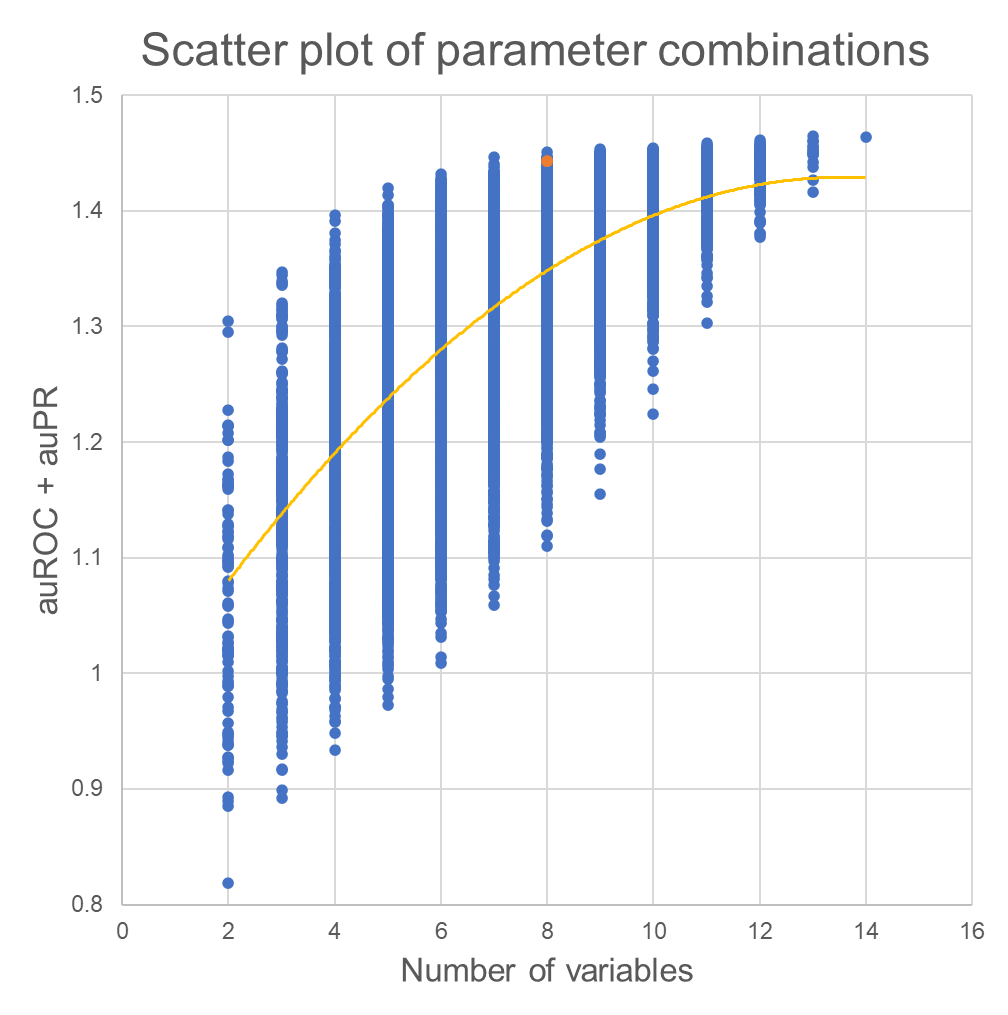 Scatter plot of parameter combinations
1.5
1.4
1.3
1.2
1.1
1
0.9
0.8
auROC + auPR
0 2 4 6 8 10 12 14 16
Number of variables